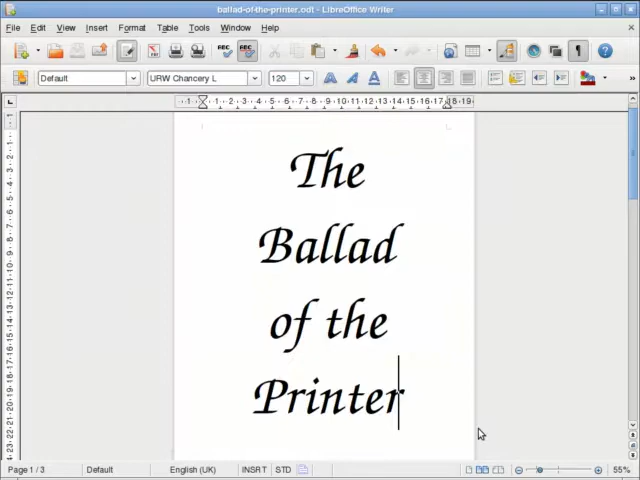 ballad-of-the-printer.odt - LibreOffice Writer
File Edit View Insert Format Table Tools Window Help
Default URW Chancery L 120
The
Ballad
of the
Printer
Page 1 / 3 Default English (UK) INSRT STD 55%